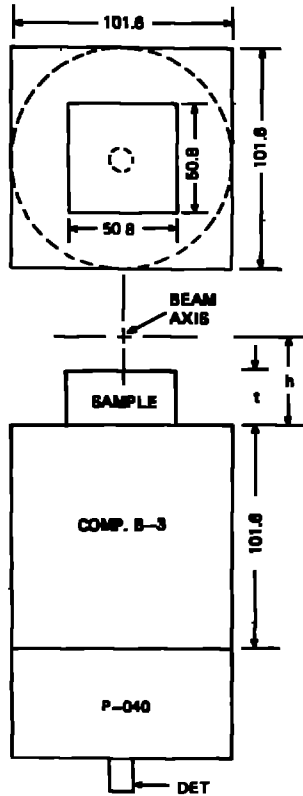 101.6
50.8
101.6
50.8
BEAM
AXIS
t
h
SAMPLE
COMP. B-3
101.6
P-040
DET